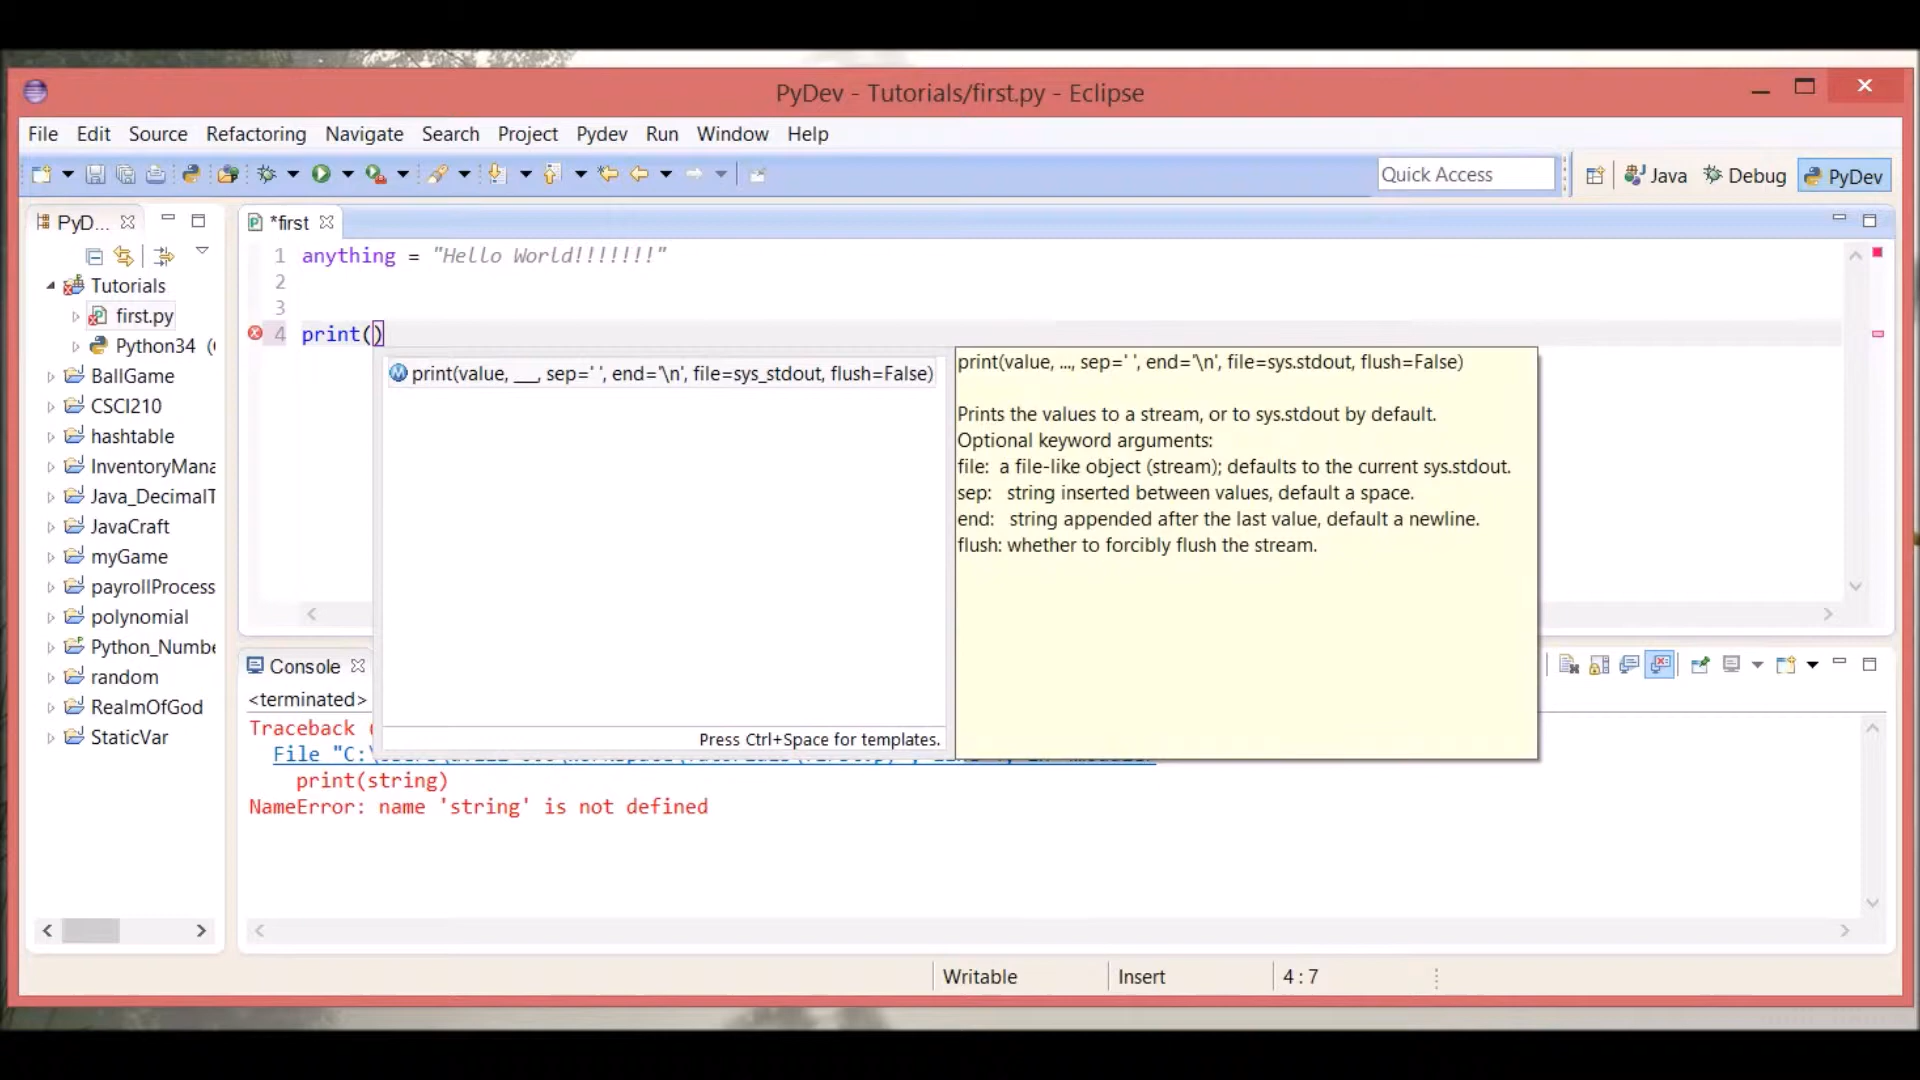 PyDev - Tutorials/first.py - Eclipse
File Edit Source Refactoring Navigate Search Project Pydev Run Window Help
Quick Access Java Debug PyDev
PyD... *first
1 anything = "Hello World!!!!!!!"
2
3
4 print()
Tutorials
first.py
Python34 (
BallGame
CSCI210
hashtable
InventoryMana
Java_DecimalT
JavaCraft
myGame
payrollProcess
polynomial
Python_Numbe
random
RealmOfGod
StaticVar
print(value, ___, sep=' ', end='\n', file=sys_stdout, flush=False)
Press Ctrl+Space for templates.
print(value, ..., sep=' ', end='\n', file=sys.stdout, flush=False)
Prints the values to a stream, or to sys.stdout by default.
Optional keyword arguments:
file: a file-like object (stream); defaults to the current sys.stdout.
sep: string inserted between values, default a space.
end: string appended after the last value, default a newline.
flush: whether to forcibly flush the stream.
Console
<terminated>
Traceback
File "C:\
print(string)
NameError: name 'string' is not defined
Writable Insert 4 : 7